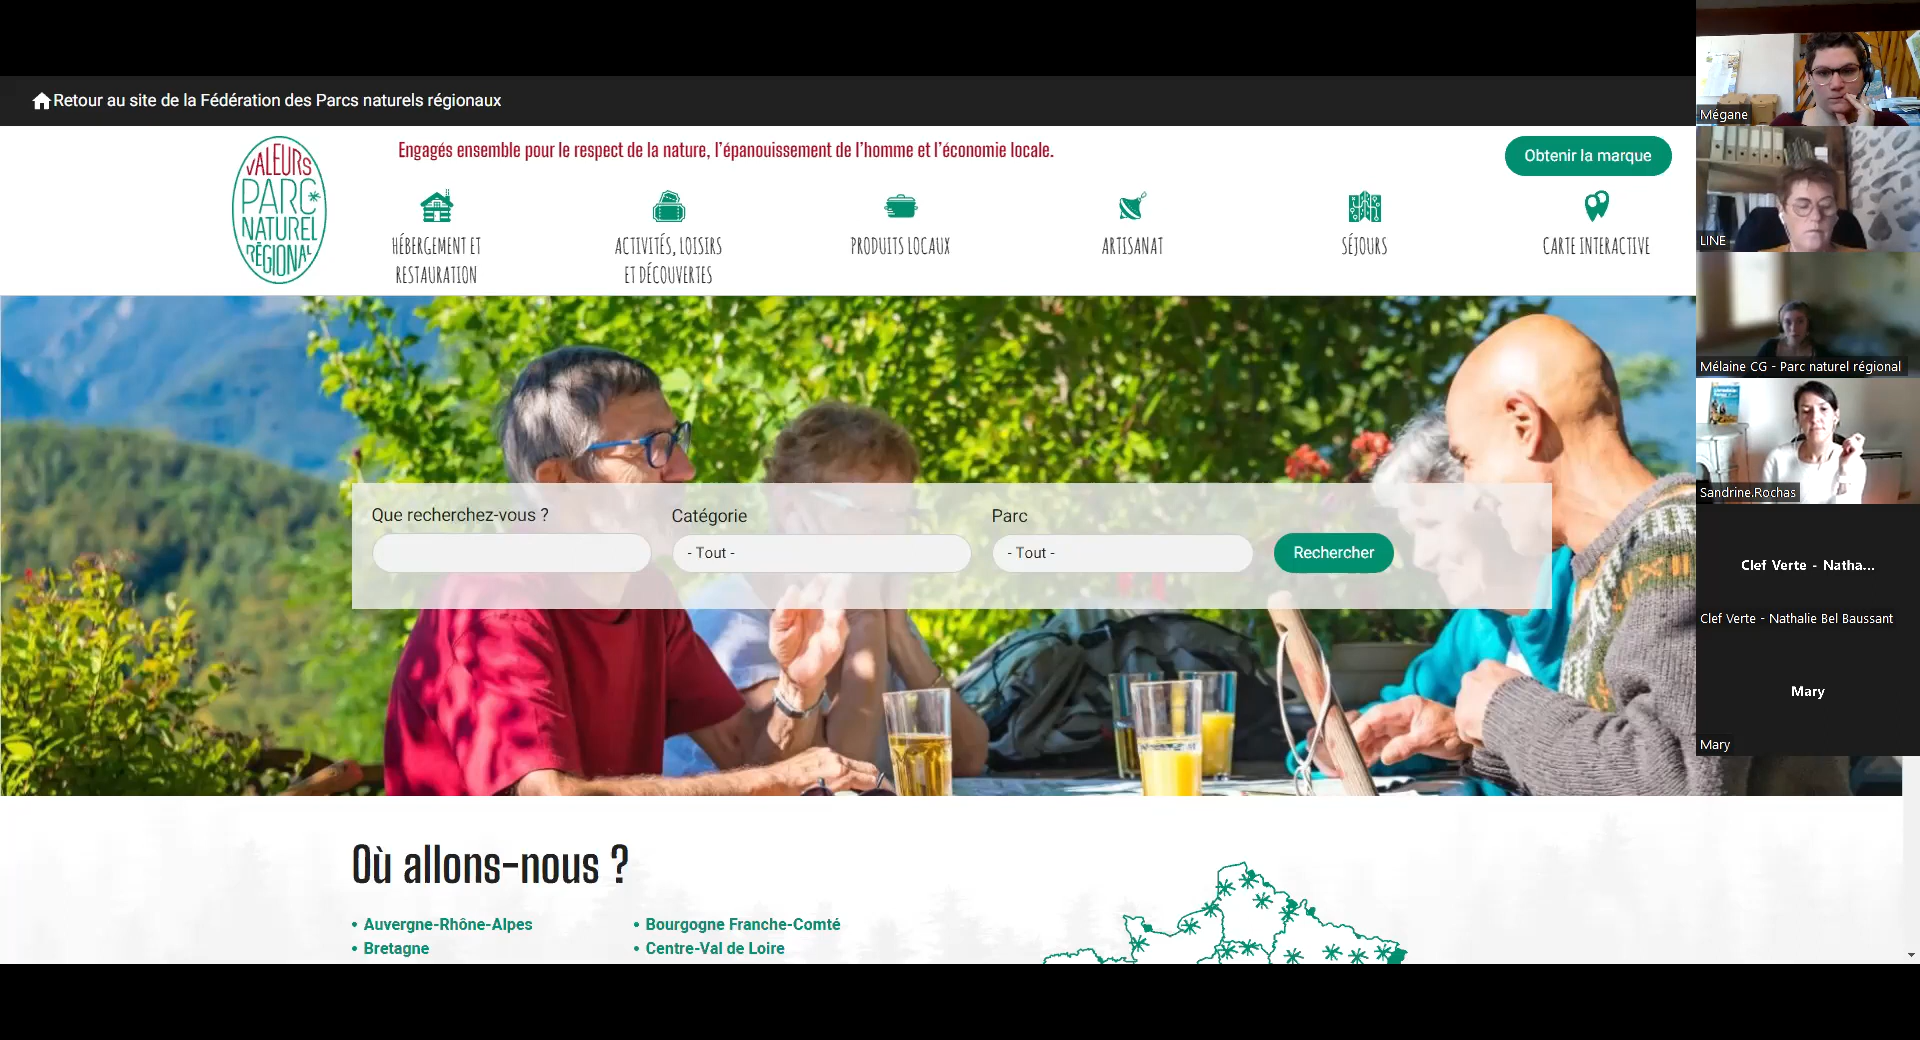 Retour au site de la Fédération des Parcs naturels régionaux
VALEURS
PARC
NATUREL
RÉGIONAL
Engagés ensemble pour le respect de la nature, l'épanouissement de l'homme et l'économie locale.
Obtenir la marque
HÉBERGEMENT ET
RESTAURATION
ACTIVITÉS, LOISIRS
ET DÉCOUVERTES
PRODUITS LOCAUX
ARTISANAT
SÉJOURS
CARTE INTERACTIVE
Que recherchez-vous ?
Catégorie
- Tout -
Parc
- Tout -
Rechercher
Où allons-nous ?
• Auvergne-Rhône-Alpes
• Bretagne
• Bourgogne Franche-Comté
• Centre-Val de Loire
Mégane
LINE
Mélaine CG - Parc naturel régional
Sandrine.Rochas
Clef Verte - Natha...
Clef Verte - Nathalie Bel Baussant
Mary
Mary